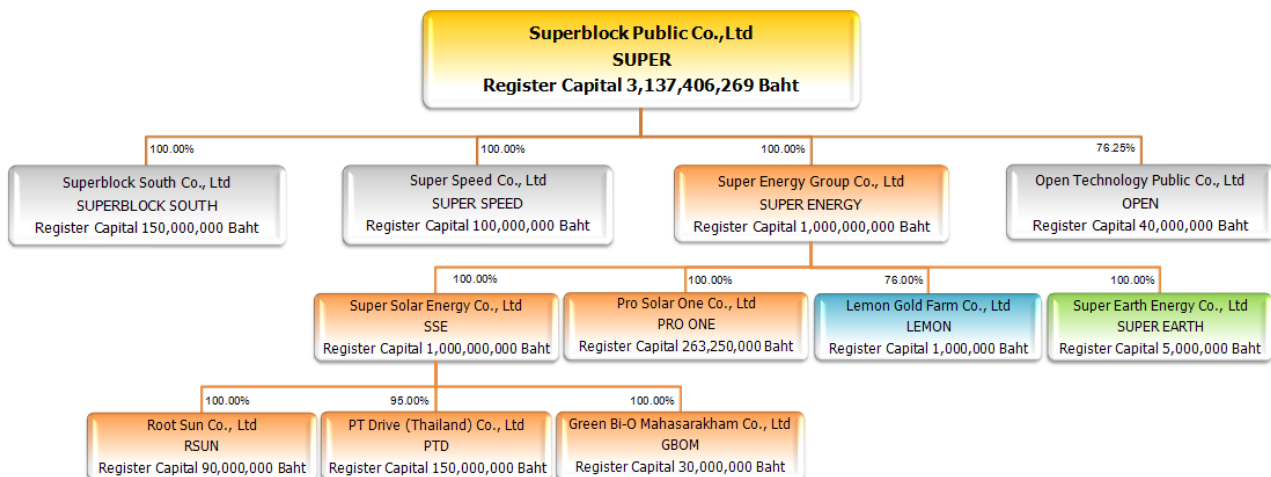 Superblock Public Co.,Ltd
SUPER
Register Capital 3,137,406,269 Baht
100.00%
100.00%
100.00%
76.25%
Superblock South Co., Ltd
SUPERBLOCK SOUTH
Register Capital 150,000,000 Baht
Super Speed Co., Ltd
SUPER SPEED
Register Capital 100,000,000 Baht
Super Energy Group Co., Ltd
SUPER ENERGY
Register Capital 1,000,000,000 Baht
Open Technology Public Co., Ltd
OPEN
Register Capital 40,000,000 Baht
100.00%
100.00%
76.00%
100.00%
Super Solar Energy Co., Ltd
SSE
Register Capital 1,000,000,000 Baht
Pro Solar One Co., Ltd
PRO ONE
Register Capital 263,250,000 Baht
Lemon Gold Farm Co., Ltd
LEMON
Register Capital 1,000,000 Baht
Super Earth Energy Co., Ltd
SUPER EARTH
Register Capital 5,000,000 Baht
100.00%
95.00%
100.00%
Root Sun Co., Ltd
RSUN
Register Capital 90,000,000 Baht
PT Drive (Thailand) Co., Ltd
PTD
Register Capital 150,000,000 Baht
Green Bi-O Mahasarakham Co., Ltd
GBOM
Register Capital 30,000,000 Baht